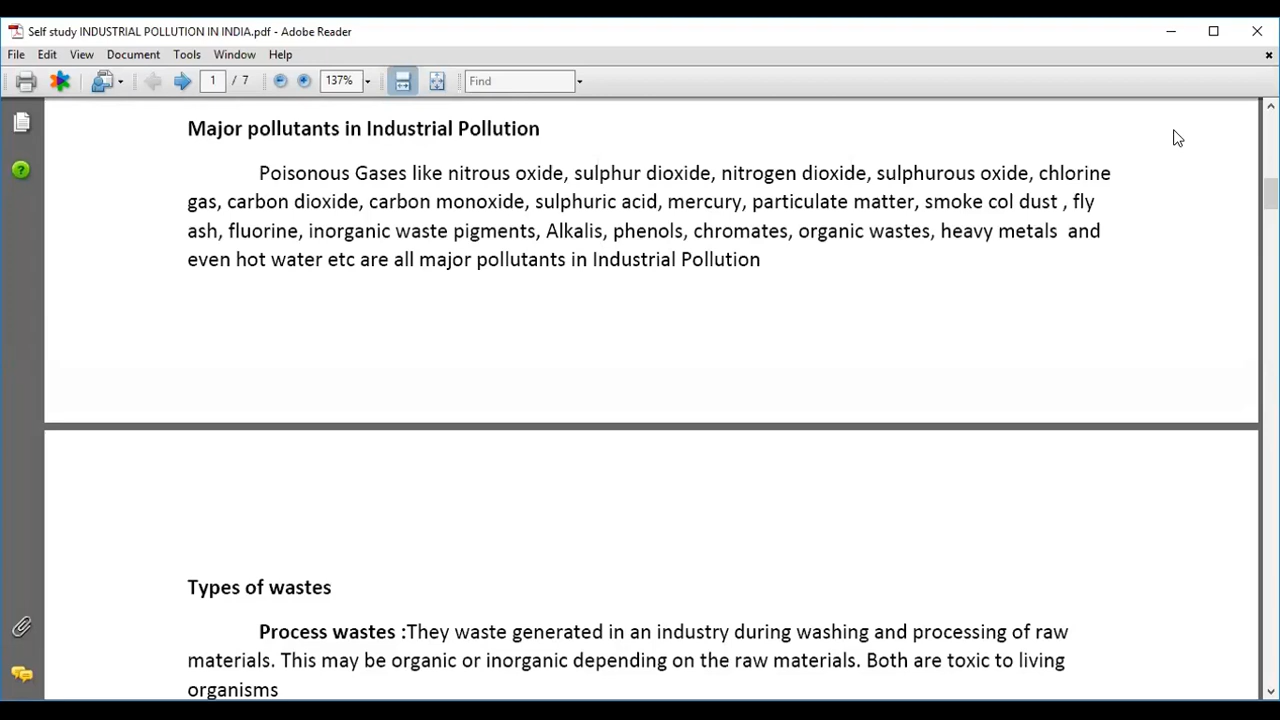 Self study INDUSTRIAL POLLUTION IN INDIA.pdf - Adobe Reader
File Edit View Document Tools Window Help
1 / 7 137% Find
Major pollutants in Industrial Pollution
Poisonous Gases like nitrous oxide, sulphur dioxide, nitrogen dioxide, sulphurous oxide, chlorine
gas, carbon dioxide, carbon monoxide, sulphuric acid, mercury, particulate matter, smoke col dust , fly
ash, fluorine, inorganic waste pigments, Alkalis, phenols, chromates, organic wastes, heavy metals and
even hot water etc are all major pollutants in Industrial Pollution
Types of wastes
Process wastes :They waste generated in an industry during washing and processing of raw
materials. This may be organic or inorganic depending on the raw materials. Both are toxic to living
organisms